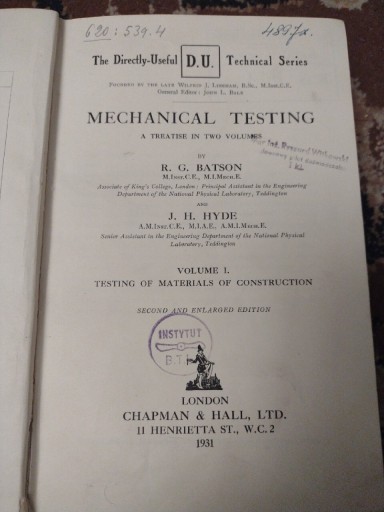 620:539.4
4897a.
The Directly-Useful D.U. Technical Series
Founded by the late Wilfrid J. Lineham, B.Sc., M.Inst.C.E.
General Editor: John L. Bale
MECHANICAL TESTING
A TREATISE IN TWO VOLUMES
BY
R. G. BATSON
M.Inst.C.E., M.I.Mech.E.
Associate of King's College, London: Principal Assistant in the Engineering
Department of the National Physical Laboratory, Teddington
AND
J. H. HYDE
A.M.Inst.C.E., M.I.A.E., A.M.I.Mech.E.
Senior Assistant in the Engineering Department of the National Physical
Laboratory, Teddington
VOLUME I.
TESTING OF MATERIALS OF CONSTRUCTION
SECOND AND ENLARGED EDITION
INSTYTUT
B.T.
LONDON
CHAPMAN & HALL, LTD.
11 HENRIETTA ST., W.C. 2
1931